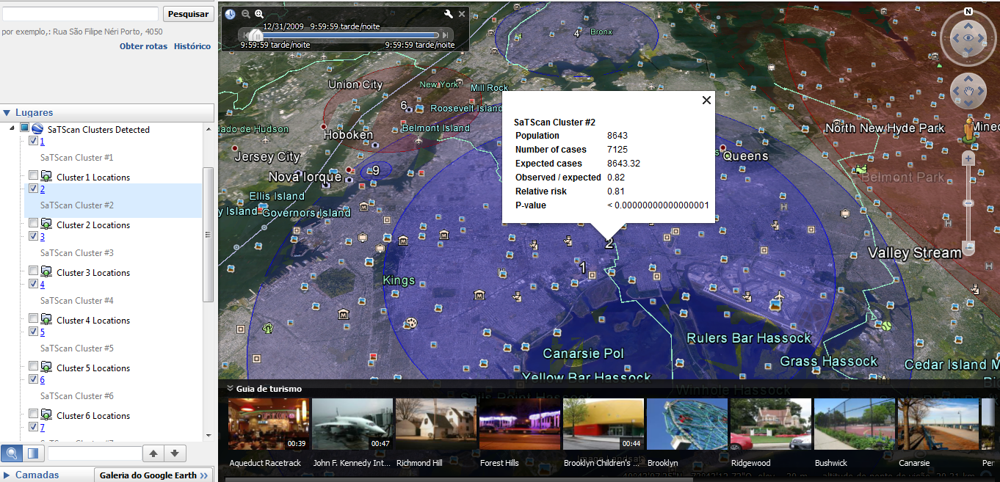 Pesquisar
por exemplo,: Rua São Filipe Néri Porto, 4050
Obter rotas Histórico
Lugares
SaTScan Clusters Detected
1
SaTScan Cluster #1
Cluster 1 Locations
2
SaTScan Cluster #2
Cluster 2 Locations
3
SaTScan Cluster #3
Cluster 3 Locations
4
SaTScan Cluster #4
Cluster 4 Locations
5
SaTScan Cluster #5
Cluster 5 Locations
6
SaTScan Cluster #6
Cluster 6 Locations
7
Camadas
Galeria do Google Earth >>
12/31/2009 9:59:59 tarde/noite
9:59:59 tarde/noite 9:59:59 tarde/noite
N
4 Bronx
Union City
New York
Mill Rock
6
Roosevelt Island
lado de Hudson
Belmont Island
Hoboken
North New Hyde Park
Mineo
Jersey City
s Queens
Nova Iorque
9
Belmont Park
Ellis Island
y Island Governors Island
SaTScan Cluster #2
Population 8643
Number of cases 7125
Expected cases 8643.32
Observed / expected 0.82
Relative risk 0.81
P-value < 0.00000000000000001
2
Valley Stream
1
Kings
Rulers Bar Hassock
Canarsie Pol
Grass Hassock
Cedar Island M
Yellow Bar Hassock
Guia de turismo
Winhole Hassock
00:39
00:47
00:44
Aqueduct Racetrack
John F. Kennedy Int...
Richmond Hill
Forest Hills
Brooklyn Children's ...
Brooklyn
Ridgewood
Bushwick
Canarsie
Per